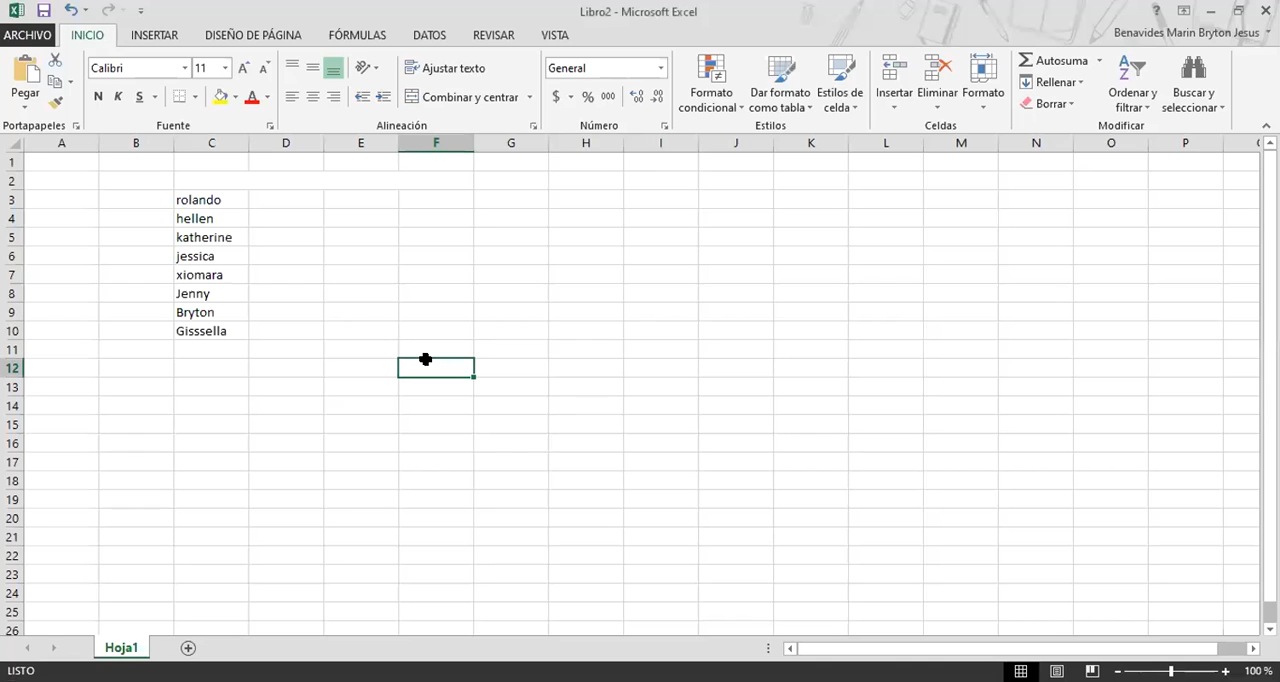 Libro2 - Microsoft Excel
?
ARCHIVO INICIO INSERTAR DISEÑO DE PÁGINA FÓRMULAS DATOS REVISAR VISTA
Benavides Marin Bryton Jesus
Pegar
Portapapeles
Calibri 11
N K S
A A
A
Fuente
Ajustar texto
Combinar y centrar
Alineación
General
$ % 000
Número
Formato condicional
Dar formato como tabla
Estilos de celda
Estilos
Insertar Eliminar Formato
Celdas
Autosuma
Rellenar
Borrar
Ordenar y filtrar
Buscar y seleccionar
Modificar
A B C D E F G H I J K L M N O P
1
2
3 rolando
4 hellen
5 katherine
6 jessica
7 xiomara
8 Jenny
9 Bryton
10 Gisssella
11
12
13
14
15
16
17
18
19
20
21
22
23
24
25
26
Hoja1
LISTO
100 %